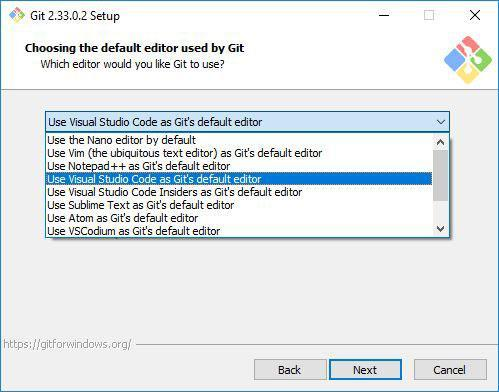 Git 2.33.0.2 Setup
Choosing the default editor used by Git
Which editor would you like Git to use?
Use Visual Studio Code as Git's default editor
Use the Nano editor by default
Use Vim (the ubiquitous text editor) as Git's default editor
Use Notepad++ as Git's default editor
Use Visual Studio Code as Git's default editor
Use Visual Studio Code Insiders as Git's default editor
Use Sublime Text as Git's default editor
Use Atom as Git's default editor
Use VSCodium as Git's default editor
https://gitforwindows.org/
Back Next Cancel